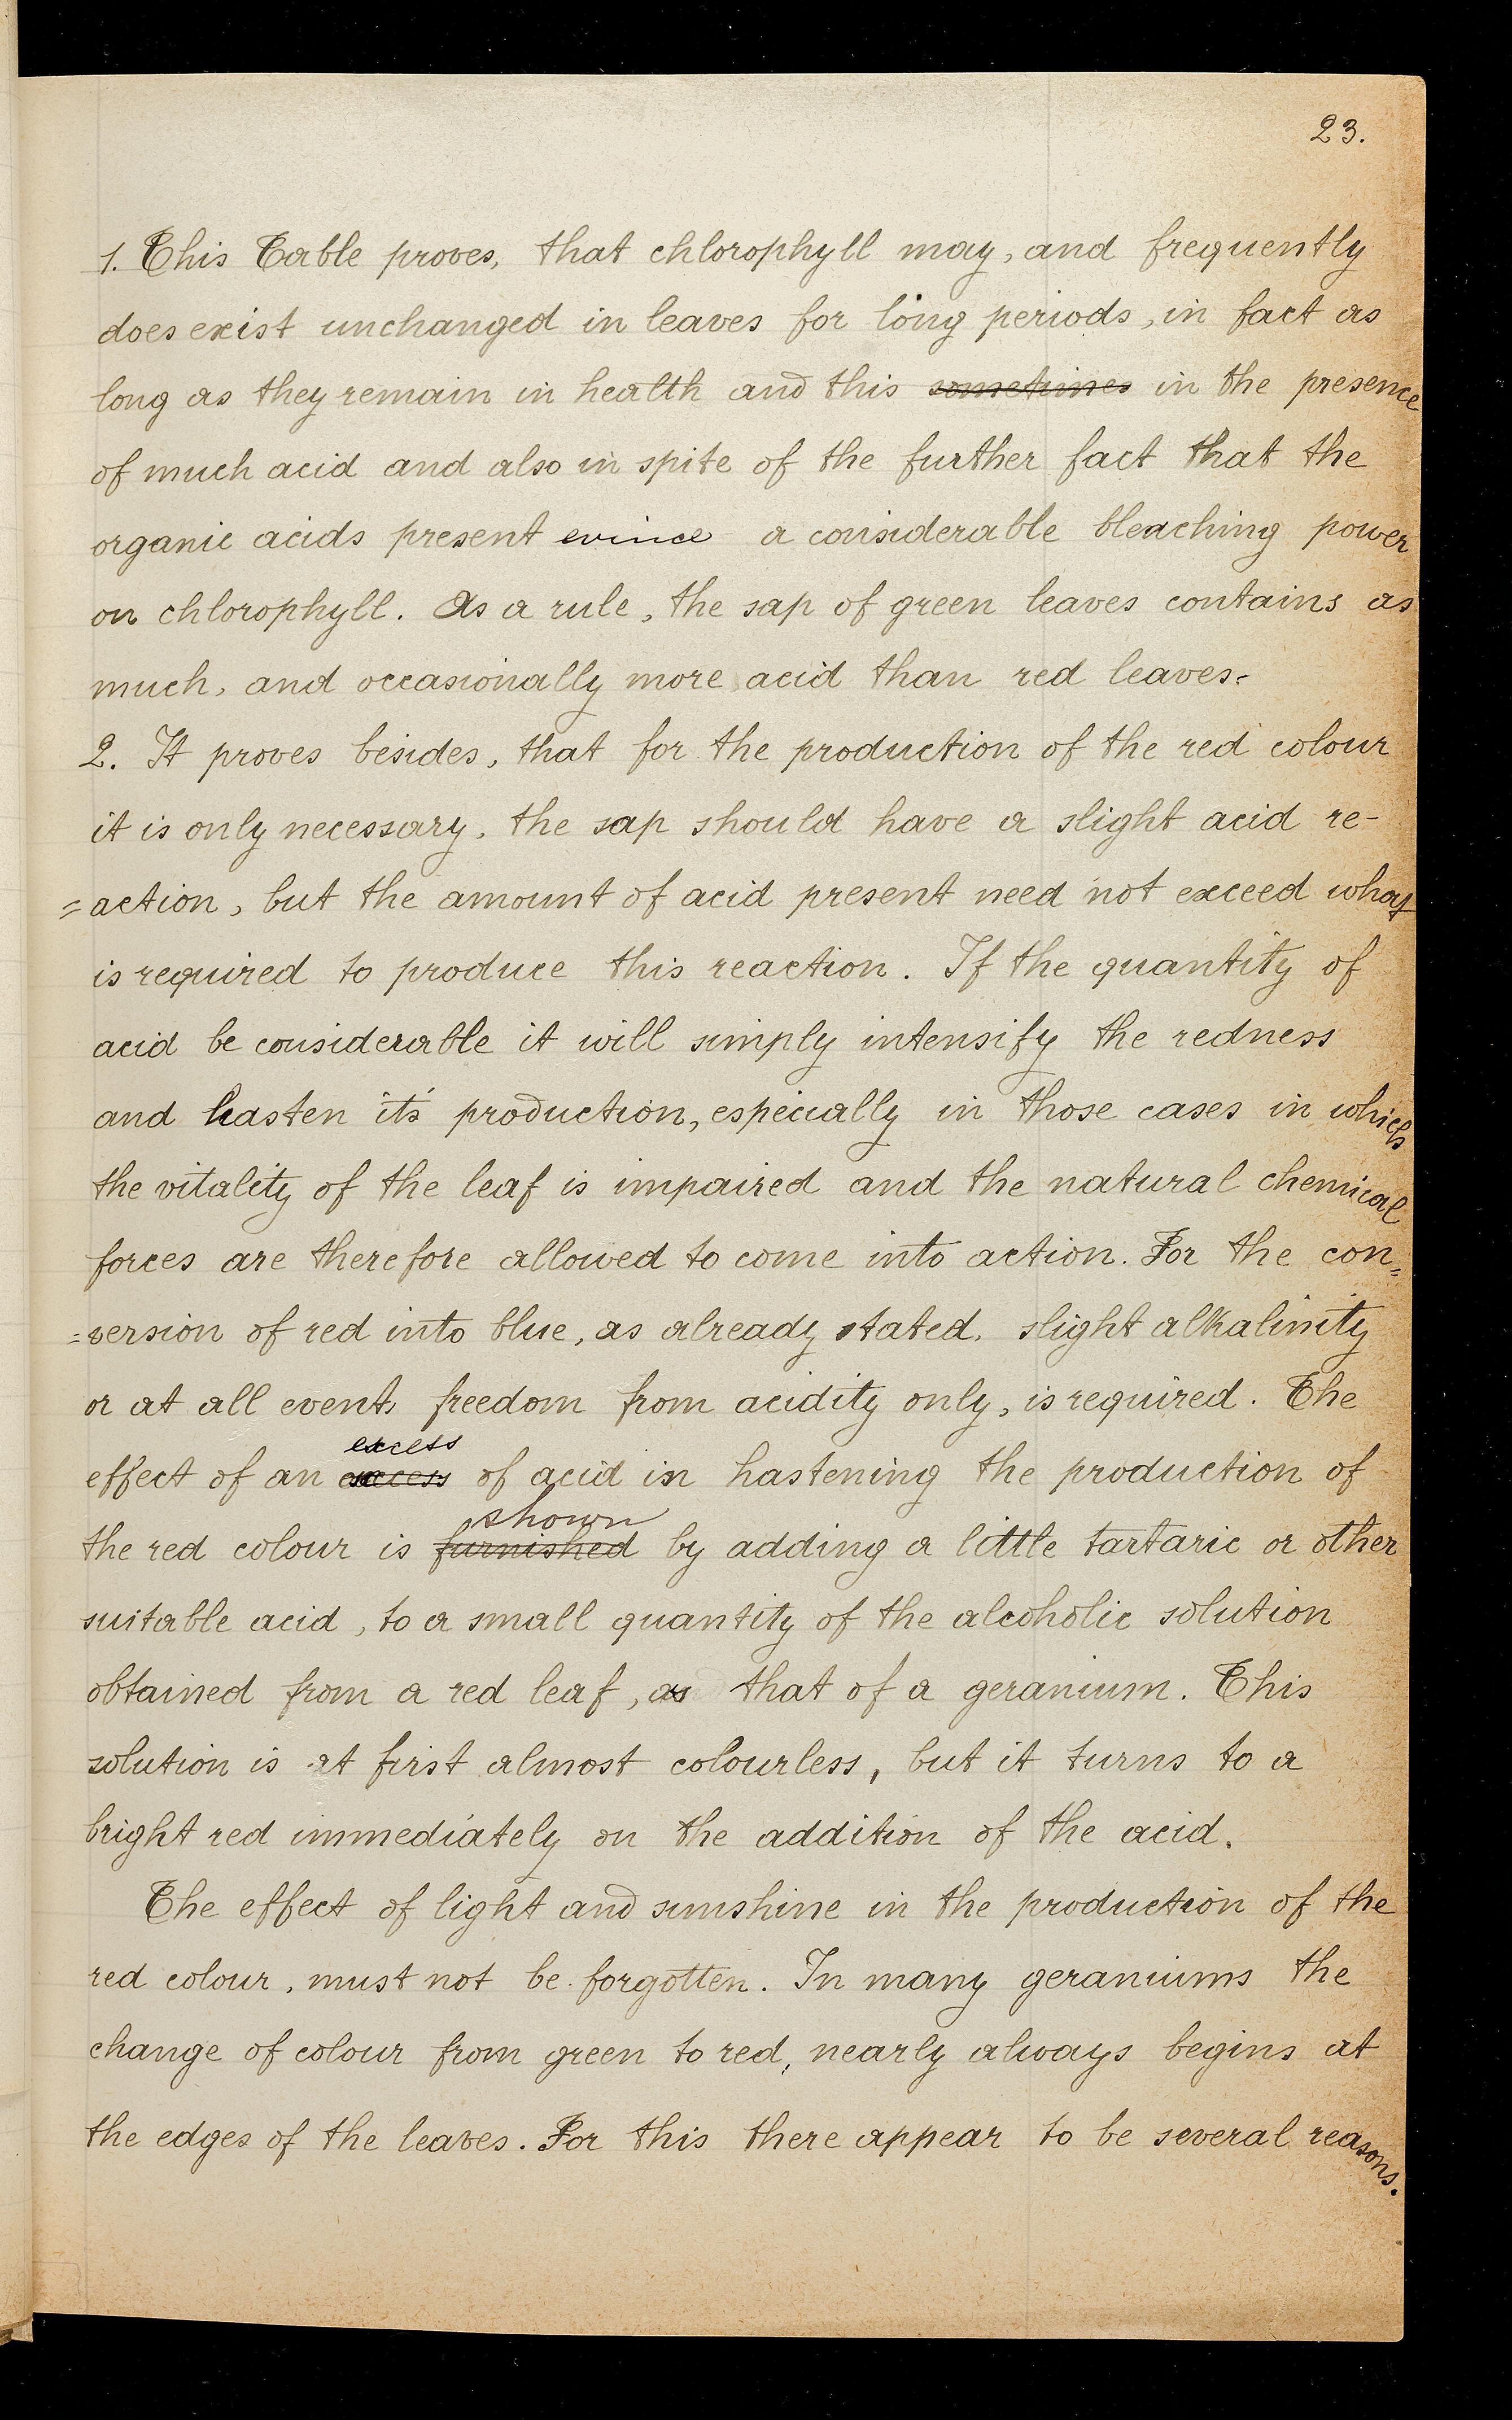 23.
1. This Table proves, that chlorophyll may, and frequently
does exist unchanged in leaves for long periods, in fact as
long as they remain in health and this sometimes in the presence
of much acid and also in spite of the further fact that the
organic acids present evince a considerable bleaching power
on chlorophyll. As a rule, the sap of green leaves contains as
much, and occasionally more acid than red leaves.
2. It proves besides, that for the production of the red colour
it is only necessary, the sap should have a slight acid re-
=action, but the amount of acid present need not exceed what
is required to produce this reaction. If the quantity of
acid be considerable it will simply intensify the redness
and hasten its production, especially in those cases in which
the vitality of the leaf is impaired and the natural chemical
forces are therefore allowed to come into action. For the con=
=version of red into blue, as already stated, slight alkalinity
or at all events freedom from acidity only, is required. The
excess
effect of an excess of acid in hastening the production of
shown
the red colour is furnished by adding a little tartaric or other
suitable acid, to a small quantity of the alcoholic solution
obtained from a red leaf, as that of a geranium. This
solution is at first almost colourless, but it turns to a
bright red immediately on the addition of the acid.
The effect of light and sunshine in the production of the
red colour, must not be forgotten. In many geraniums the
change of colour from green to red, nearly always begins at
the edges of the leaves. For this there appear to be several reasons.